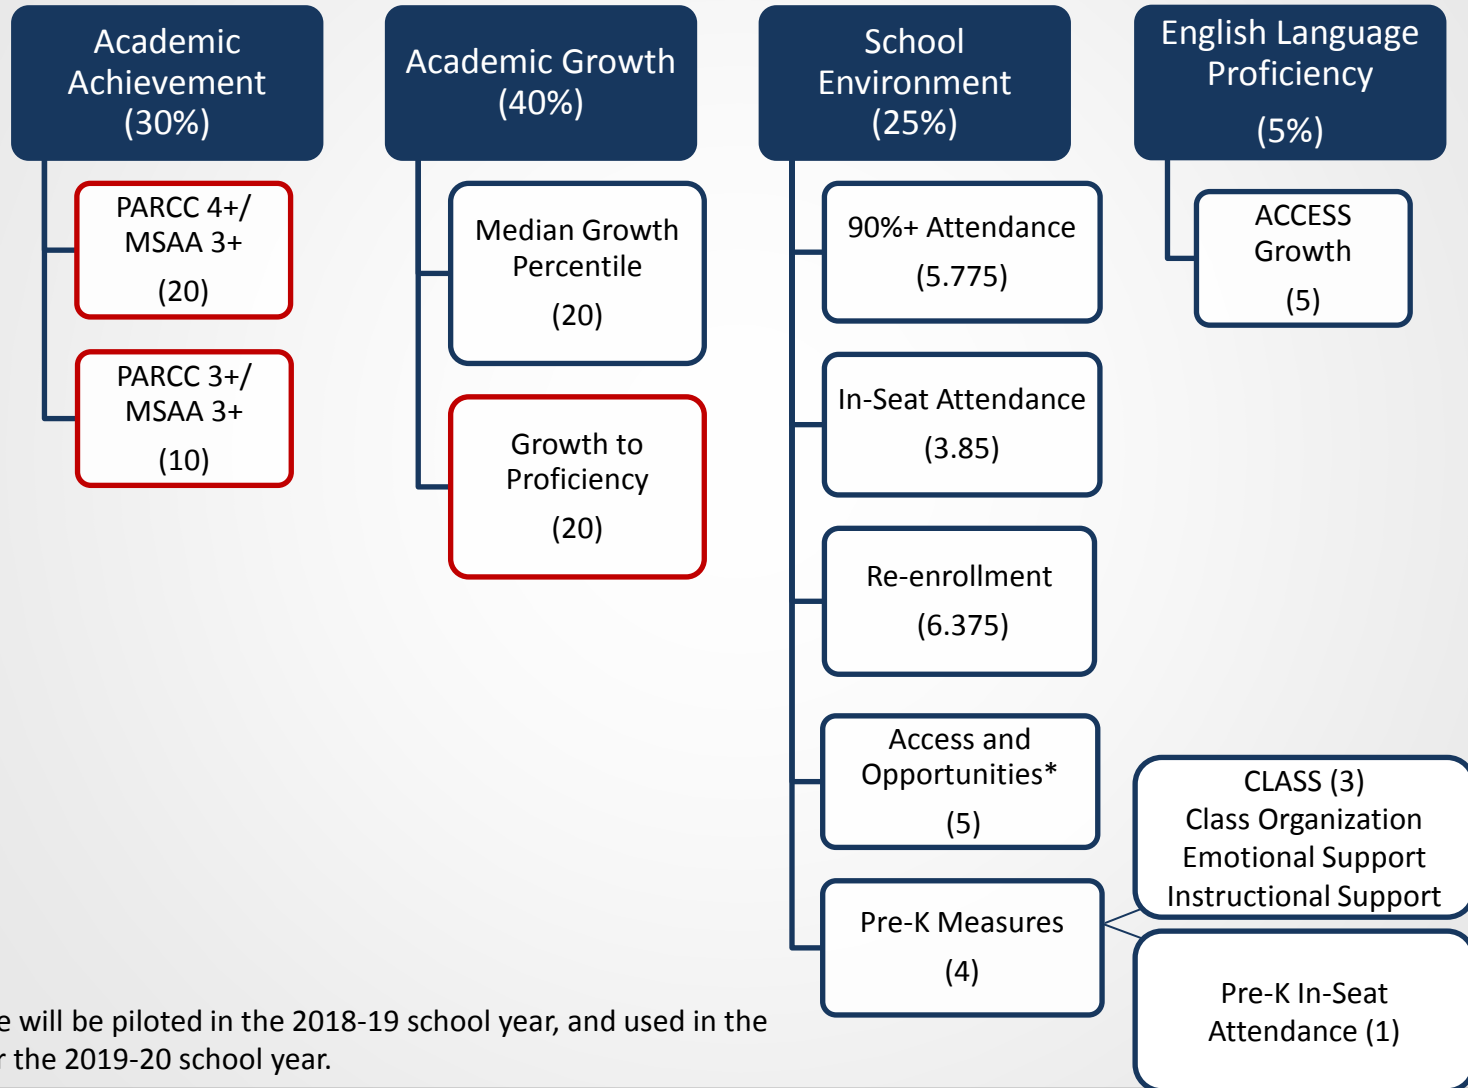 Academic
Achievement
(30%)
PARCC 4+/
MSAA 3+
(20)
PARCC 3+/
MSAA 3+
(10)
Academic Growth
(40%)
Median Growth
Percentile
(20)
Growth to
Proficiency
(20)
School
Environment
(25%)
90%+ Attendance
(5.775)
In-Seat Attendance
(3.85)
Re-enrollment
(6.375)
Access and
Opportunities*
(5)
Pre-K Measures
(4)
CLASS (3)
Class Organization
Emotional Support
Instructional Support
Pre-K In-Seat
Attendance (1)
English Language
Proficiency
(5%)
ACCESS
Growth
(5)
will be piloted in the 2018-19 school year, and used in the
the 2019-20 school year.